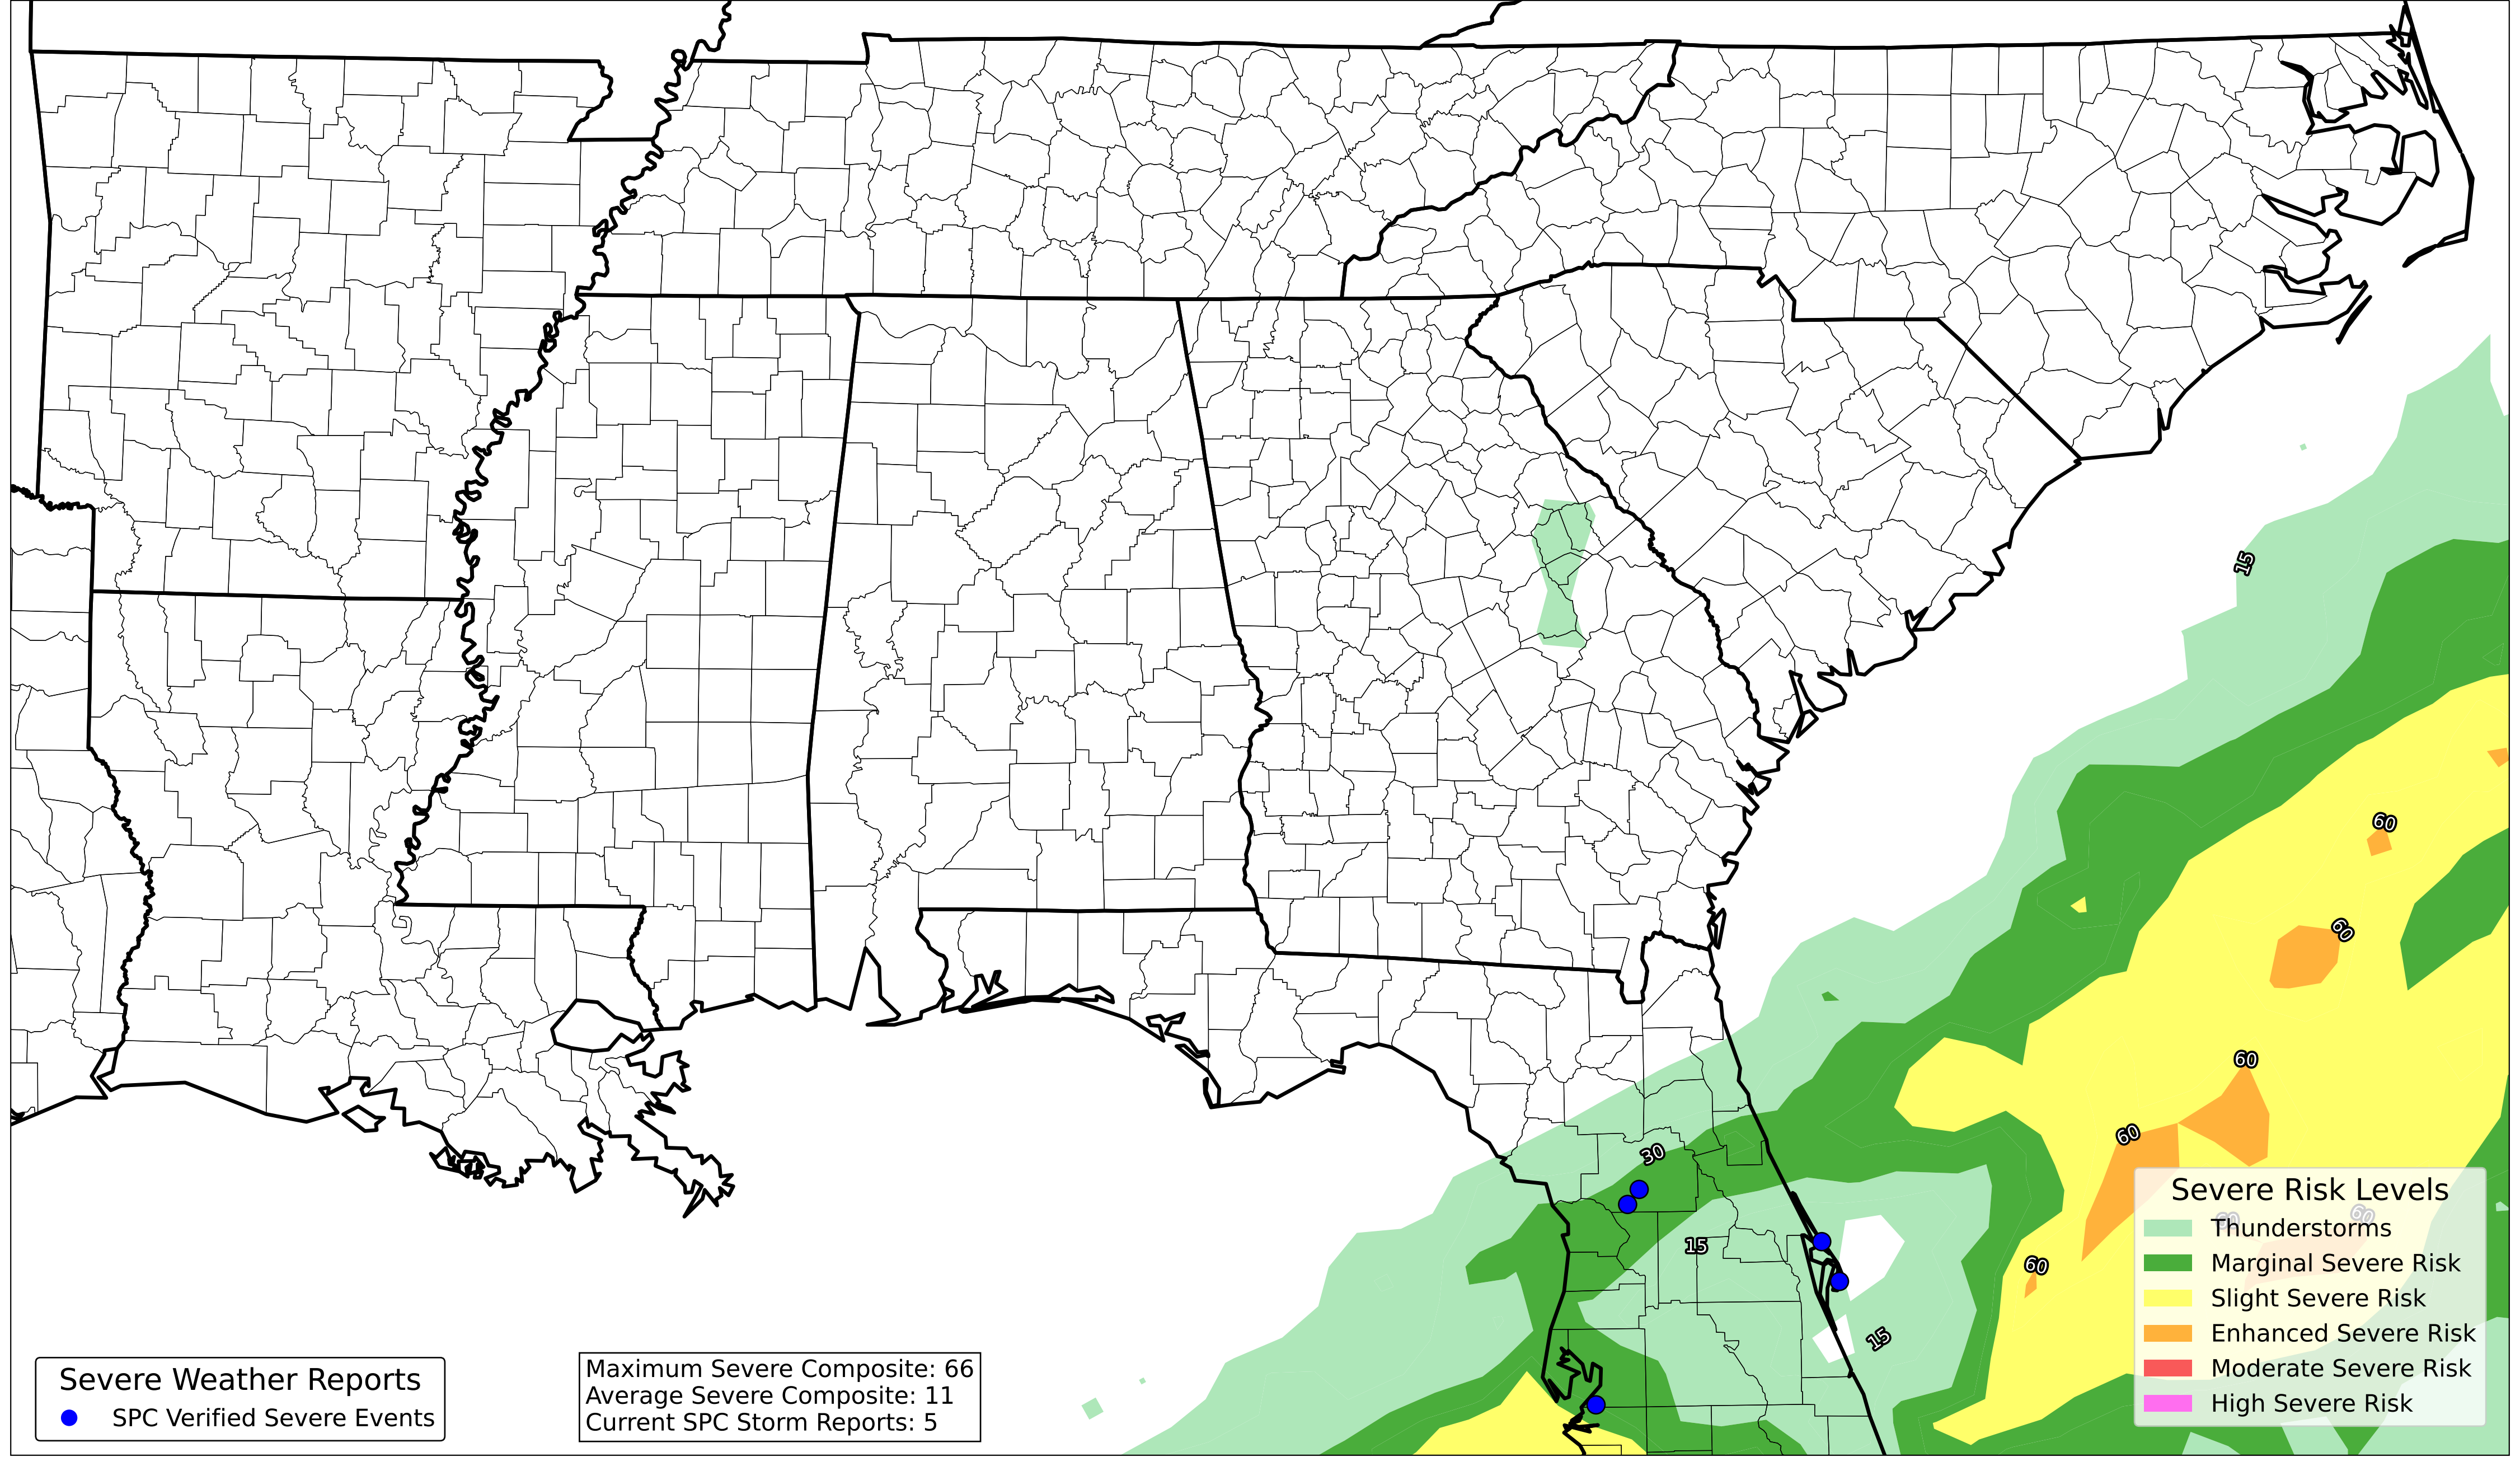 15
60
60
60
60
30
15
60
15
60
60
Severe Risk Levels
Thunderstorms
Marginal Severe Risk
Slight Severe Risk
Enhanced Severe Risk
Moderate Severe Risk
High Severe Risk
Severe Weather Reports
SPC Verified Severe Events
Maximum Severe Composite: 66
Average Severe Composite: 11
Current SPC Storm Reports: 5